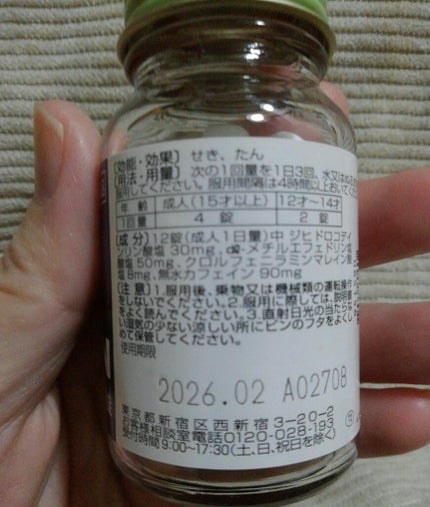 〔効能・効果〕せき、たん
〔用法・用量〕次の1回量を1日3回、水又はぬるま
服用してください。服用間隔は4時間以上おいてく
年齢 成人(15才以上) 12才~14才
1回量 4錠 2錠
〔成分〕12錠(成人1日量)中 ジヒドロコデイ
ンリン酸塩 30mg、dl-メチルエフェドリン塩
酸塩 50mg、クロルフェニラミンマレイン酸
塩 8mg、無水カフェイン 90mg
〔注意〕1.服用後、乗物又は機械類の運転操作
をしないでください。2.服用に際しては、説明書
をよく読んでください。3.直射日光の当たらな
い湿気の少ない涼しい所にビンのフタをよくし
めて保管してください。
使用期限
2026.02 A02708
東京都新宿区西新宿3-20-2
お客様相談室電話0120-028-193
受付時間9:00~17:30(土、日、祝日を除く)